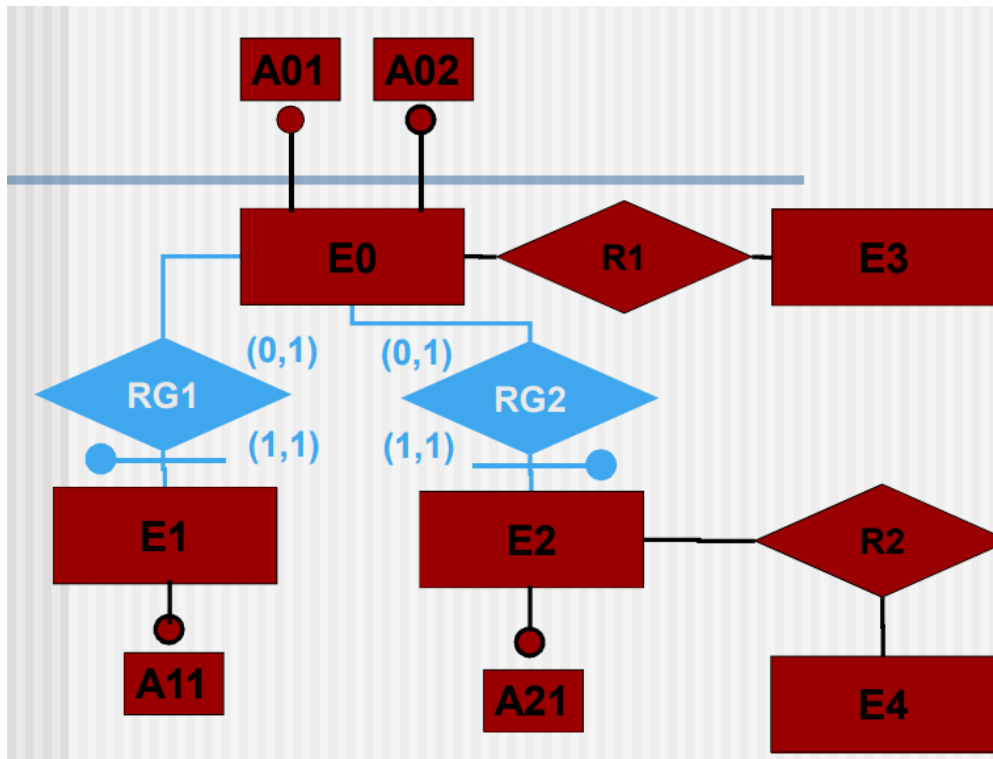 A01 A02
E0 R1 E3
(0,1) (0,1)
RG1 RG2
(1,1) (1,1)
E1 E2 R2
A11 A21 E4